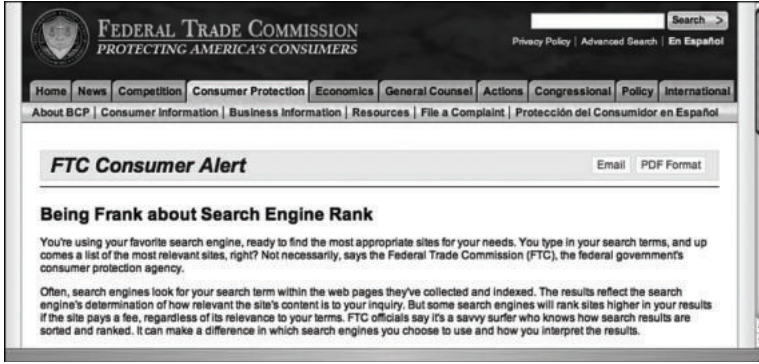 FEDERAL TRADE COMMISSION
PROTECTING AMERICA'S CONSUMERS
Search >
Privacy Policy | Advanced Search | En Español
Home News Competition Consumer Protection Economics General Counsel Actions Congressional Policy International
About BCP | Consumer Information | Business Information | Resources | File a Complaint | Protección del Consumidor en Español
FTC Consumer Alert
Email PDF Format
Being Frank about Search Engine Rank
You're using your favorite search engine, ready to find the most appropriate sites for your needs. You type in your search terms, and up
comes a list of the most relevant sites, right? Not necessarily, says the Federal Trade Commission (FTC), the federal government's
consumer protection agency.
Often, search engines look for your search term within the web pages they've collected and indexed. The results reflect the search
engine's determination of how relevant the site's content is to your inquiry. But some search engines will rank sites higher in your results
if the site pays a fee, regardless of its relevance to your terms. FTC officials say it's a savvy surfer who knows how search results are
sorted and ranked. It can make a difference in which search engines you choose to use and how you interpret the results.